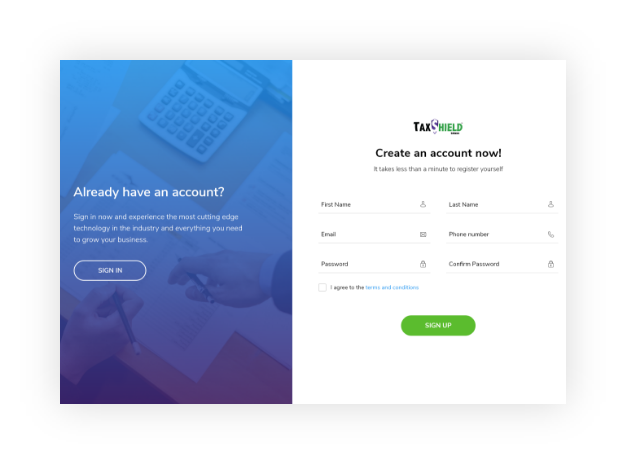 Already have an account?
Sign in now and experience the most cutting edge
technology in the industry and everything you need
to grow your business.
SIGN IN
TAXSHIELD
Create an account now!
It takes less than a minute to register yourself
First Name
Last Name
Email
Phone number
Password
Confirm Password
I agree to the terms and conditions
SIGN UP